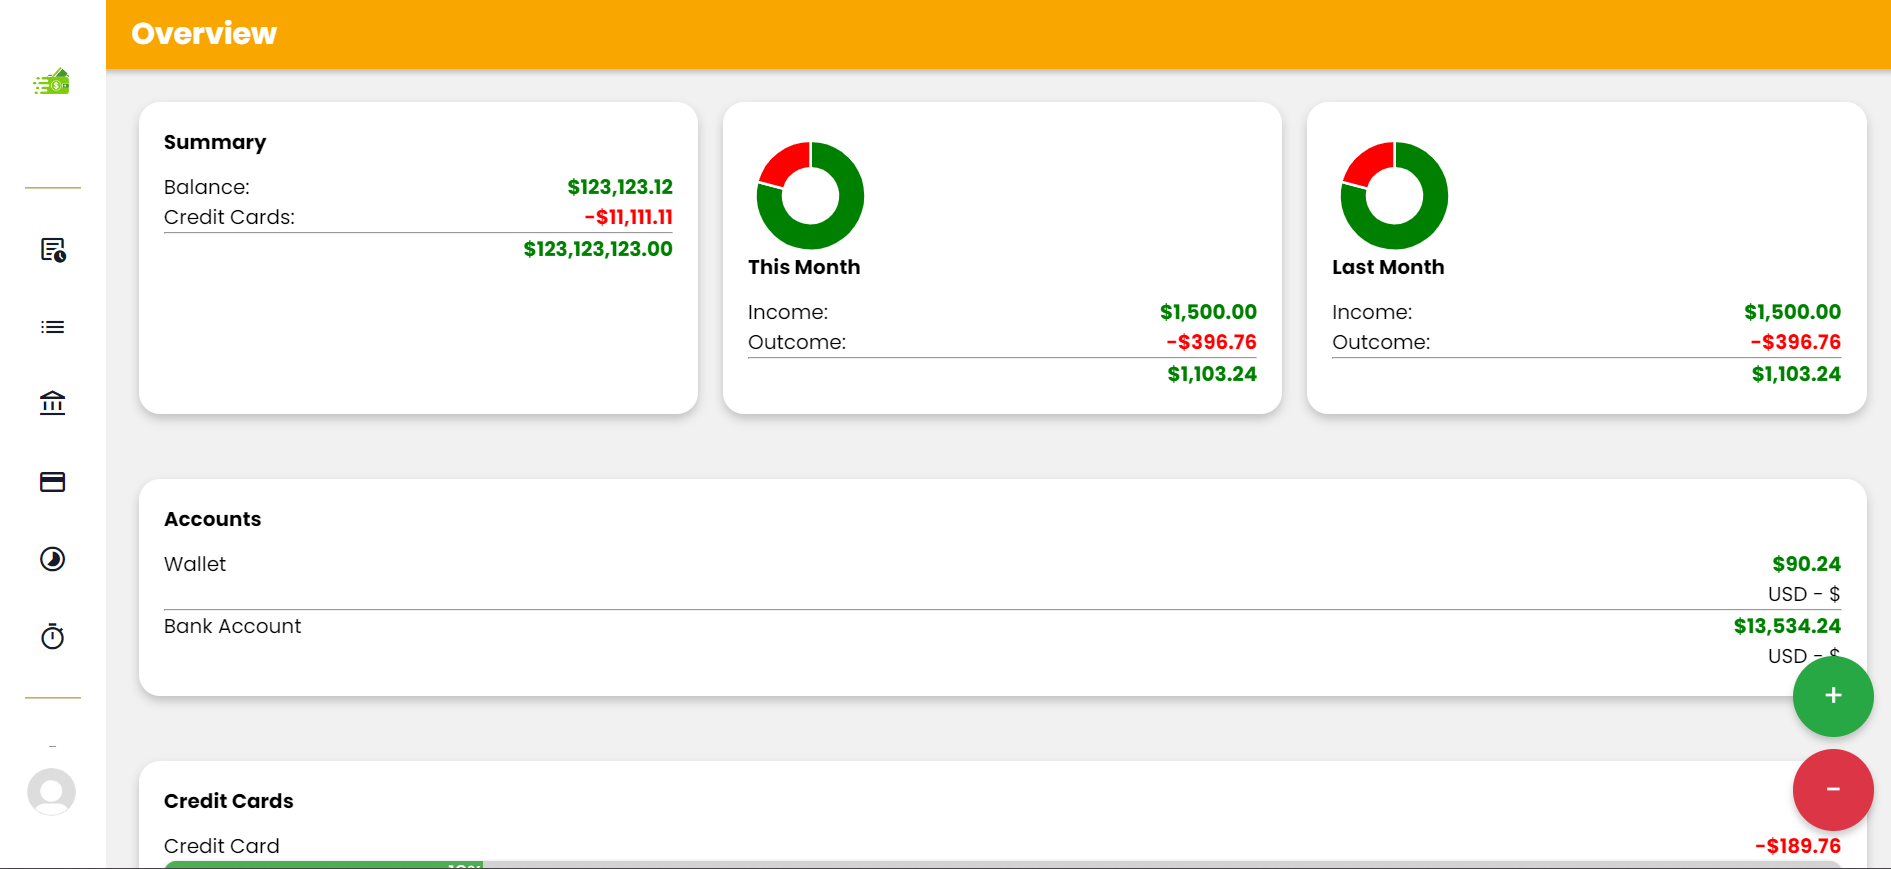 Overview
Summary
Balance: $123,123.12
Credit Cards: -$11,111.11
$123,123,123.00
This Month
Income: $1,500.00
Outcome: -$396.76
$1,103.24
Last Month
Income: $1,500.00
Outcome: -$396.76
$1,103.24
Accounts
Wallet $90.24
USD - $
Bank Account $13,534.24
USD - $
+
Credit Cards
−
Credit Card -$189.76